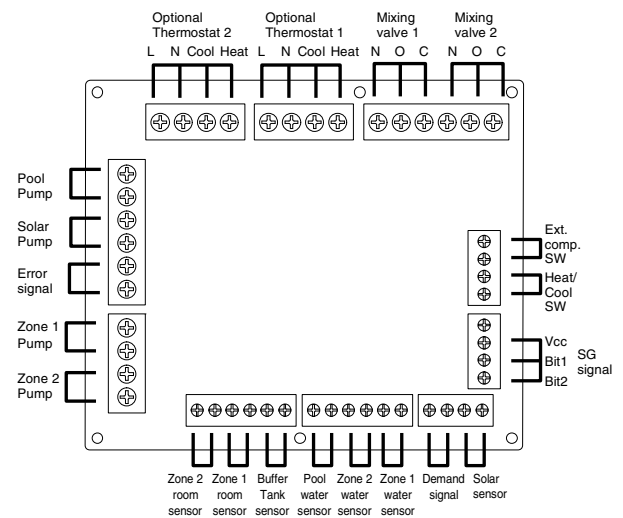 Optional Thermostat 2
Optional Thermostat 1
Mixing valve 1
Mixing valve 2
L N Cool Heat
L N Cool Heat
N O C
N O C
Pool
Pump
Solar
Pump
Error
signal
Zone 1
Pump
Zone 2
Pump
Ext.
comp.
SW
Heat/
Cool
SW
Vcc
Bit1
Bit2
SG
signal
Zone 2
room
sensor
Zone 1
room
sensor
Buffer
Tank
sensor
Pool
water
sensor
Zone 2
water
sensor
Zone 1
water
sensor
Demand
signal
Solar
sensor